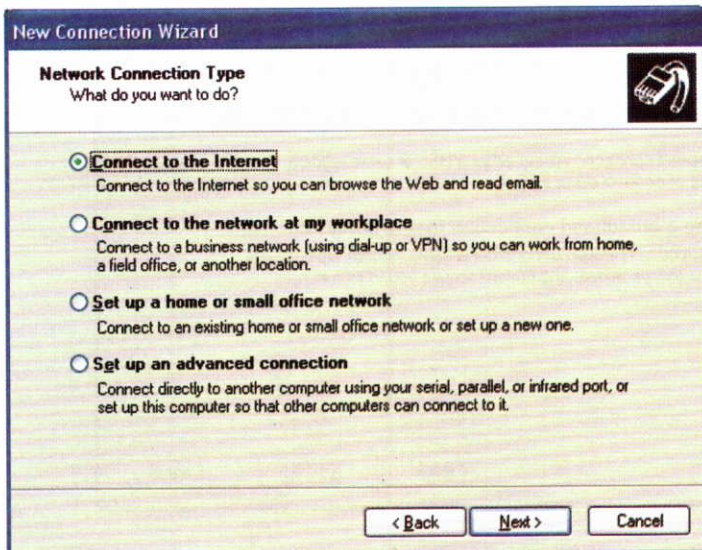 New Connection Wizard
Network Connection Type
What do you want to do?
Connect to the Internet
Connect to the Internet so you can browse the Web and read email.
Connect to the network at my workplace
Connect to a business network (using dial-up or VPN) so you can work from home,
a field office, or another location.
Set up a home or small office network
Connect to an existing home or small office network or set up a new one.
Set up an advanced connection
Connect directly to another computer using your serial, parallel, or infrared port, or
set up this computer so that other computers can connect to it.
< Back Next > Cancel